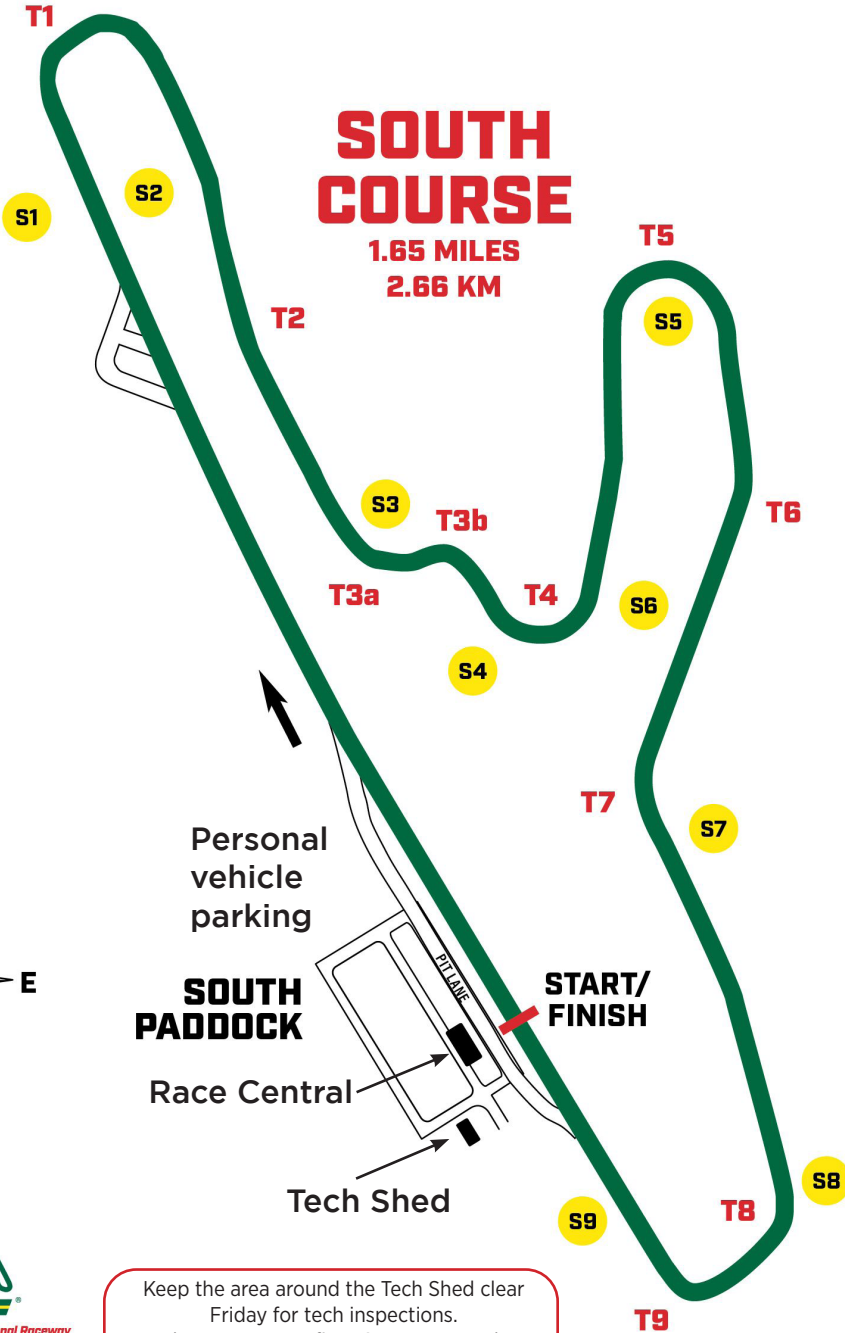 T1
SOUTH
COURSE
1.65 MILES
2.66 KM
S1
S2
T2
T5
S5
S3
T3b
T6
T3a
T4
S6
S4
T7
S7
Personal
vehicle
parking
PIT LANE
E
SOUTH
PADDOCK
START/
FINISH
Race Central
Tech Shed
S8
T8
S9
T9
Keep the area around the Tech Shed clear
Friday for tech inspections.
®
Raceway